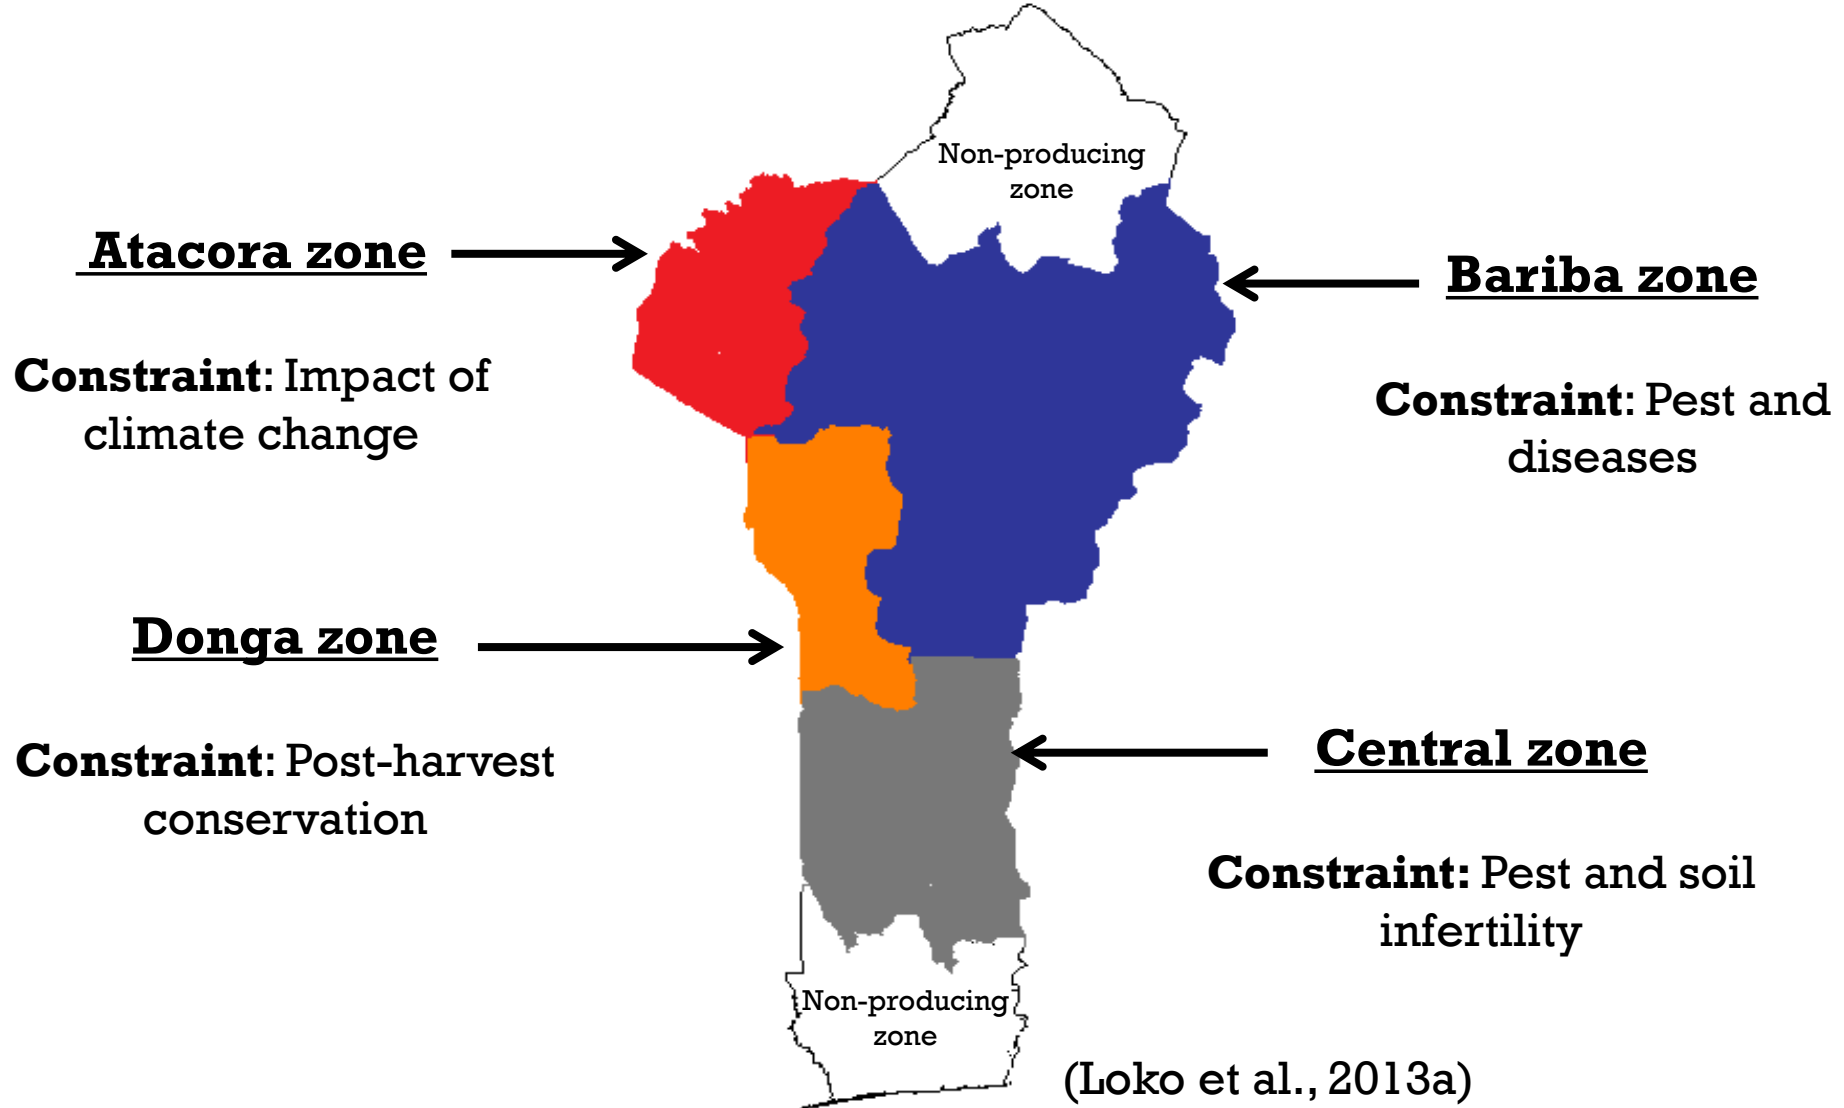 Non-producing
zone
Atacora zone
Constraint: Impact of
climate change
Bariba zone
Constraint: Pest and
diseases
Donga zone
Constraint: Post-harvest
conservation
Central zone
Constraint: Pest and soil
infertility
Non-producing
zone
(Loko et al., 2013a)